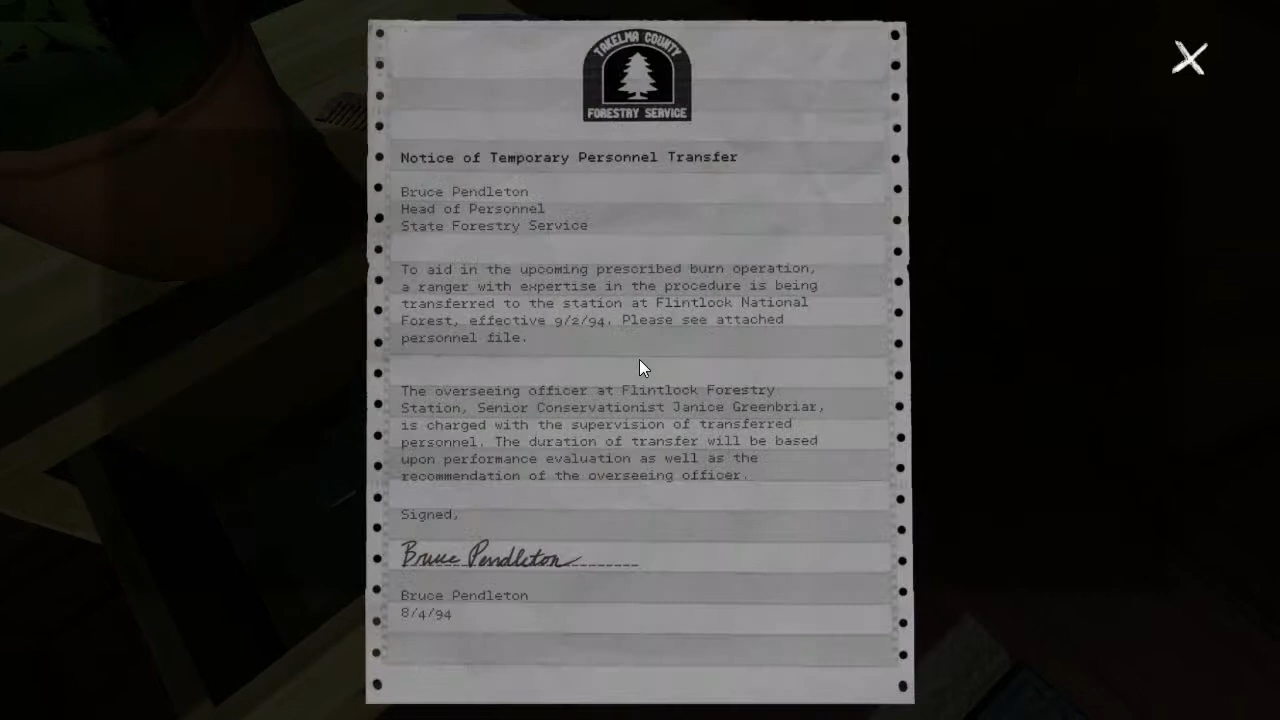 TAKELMA COUNTY
FORESTRY SERVICE
Notice of Temporary Personnel Transfer
Bruce Pendleton
Head of Personnel
State Forestry Service
To aid in the upcoming prescribed burn operation,
a ranger with expertise in the procedure is being
transferred to the station at Flintlock National
Forest, effective 9/2/94. Please see attached
personnel file.
The overseeing officer at Flintlock Forestry
Station, Senior Conservationist Janice Greenbriar,
is charged with the supervision of transferred
personnel. The duration of transfer will be based
upon performance evaluation as well as the
recommendation of the overseeing officer.
Signed,
Bruce Pendleton
Bruce Pendleton
8/4/94